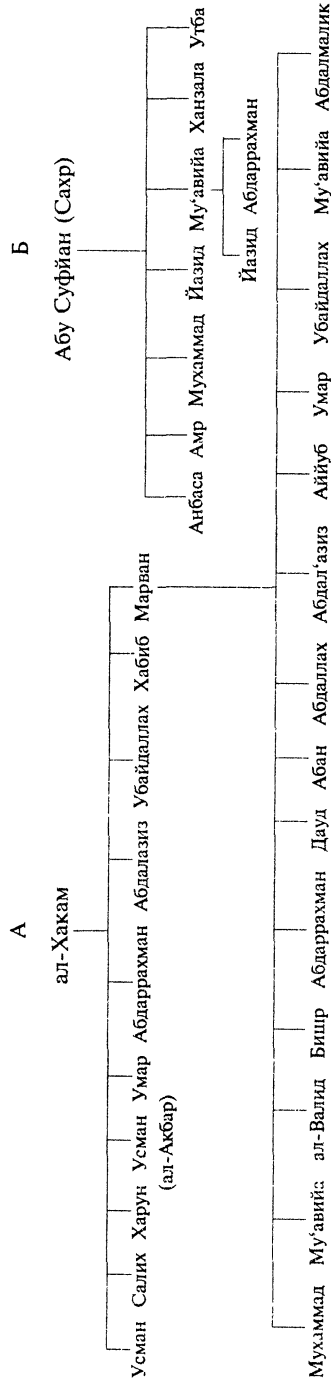 А
ал-Хакам
Усман Салих Харун Усман (ал-Акбар) Умар Абдаррахман Абдалазиз Убайдаллах Хабиб Марван
Мухаммад Му‘авийа ал-Валид Бишр Абдаррахман Дауд Абан Абдаллах Абдал‘азиз Аййуб Умар Убайдаллах Му‘авийа Абдалмалик
Б
Абу Суфйан (Сахр)
Анбаса Амр Мухаммад Йазид Му‘авийа Ханзала Утба
Йазид Абдаррахман